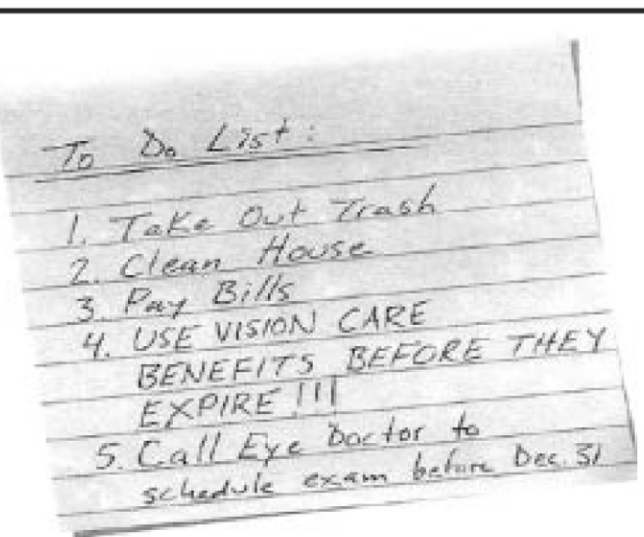 To Do List:
1. Take Out Trash
2. Clean House
3. Pay Bills
4. USE VISION CARE
BENEFITS BEFORE THEY
EXPIRE!!!
5. Call Eye Doctor to
schedule exam before Dec. 31